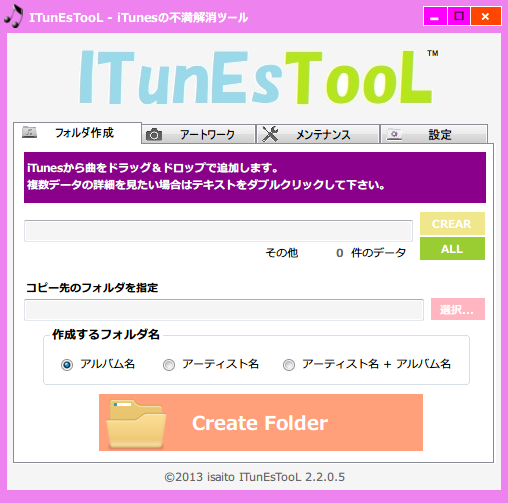 ITunEsTooL - iTunesの不満解消ツール
ITunEsTooL™
フォルダ作成 アートワーク メンテナンス 設定
iTunesから曲をドラッグ＆ドロップで追加します。
複数データの詳細を見たい場合はテキストをダブルクリックして下さい。
CREAR
その他 0 件のデータ ALL
コピー先のフォルダを指定
選択...
作成するフォルダ名
アルバム名 アーティスト名 アーティスト名 + アルバム名
Create Folder
©2013 isaito ITunEsTooL 2.2.0.5